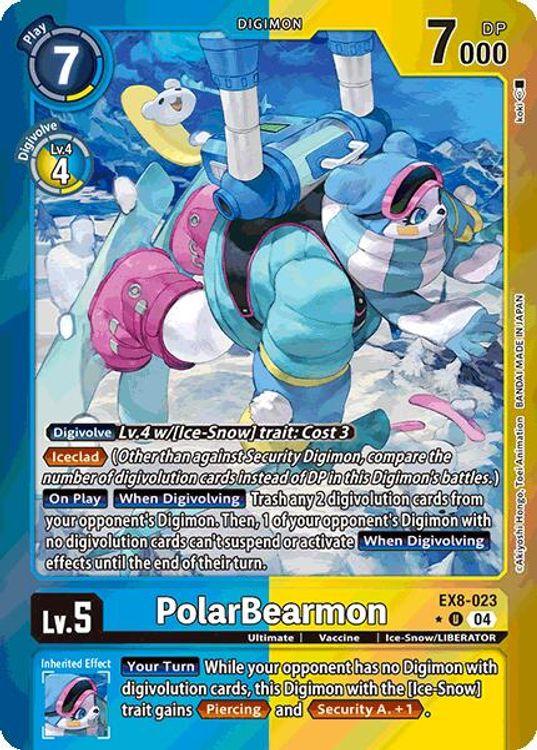 DIGIMON
Play
7
7000
DP
Digivolve
Lv.4
4
koki
Digivolve Lv.4 w/[Ice-Snow] trait: Cost 3
Iceclad (Other than against Security Digimon, compare the
number of digivolution cards instead of DP in this Digimon's battles.)
On Play When Digivolving Trash any 2 digivolution cards from
your opponent's Digimon. Then, 1 of your opponent's Digimon with
no digivolution cards can't suspend or activate When Digivolving
effects until the end of their turn.
©Akiyoshi Hongo, Toei Animation BANDAI MADE IN JAPAN
Lv.5
PolarBearmon
EX8-023
U 04
Ultimate | Vaccine | Ice-Snow/LIBERATOR
Inherited Effect
Your Turn While your opponent has no Digimon with
digivolution cards, this Digimon with the [Ice-Snow]
trait gains Piercing and Security A. +1.